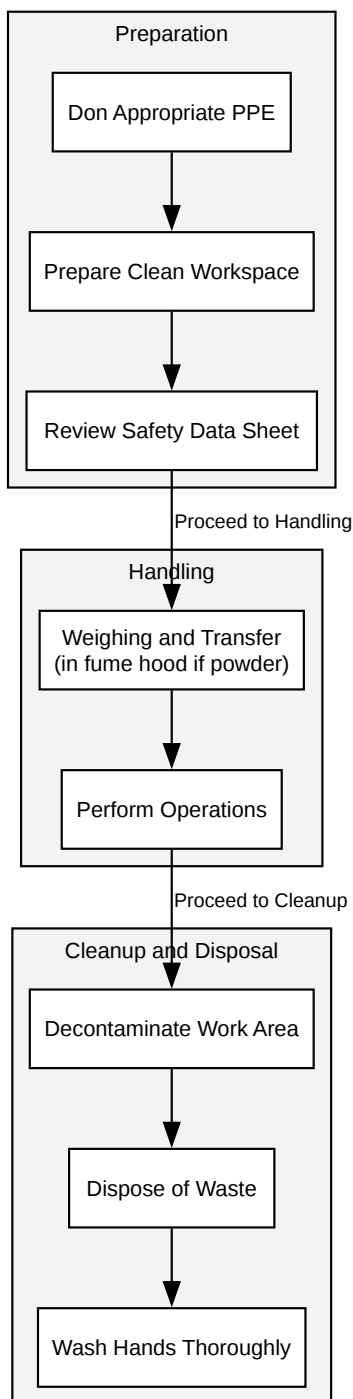 Preparation
Don Appropriate PPE
Prepare Clean Workspace
Review Safety Data Sheet
Proceed to Handling
Handling
Weighing and Transfer
(in fume hood if powder)
Perform Operations
Proceed to Cleanup
Cleanup and Disposal
Decontaminate Work Area
Dispose of Waste
Wash Hands Thoroughly